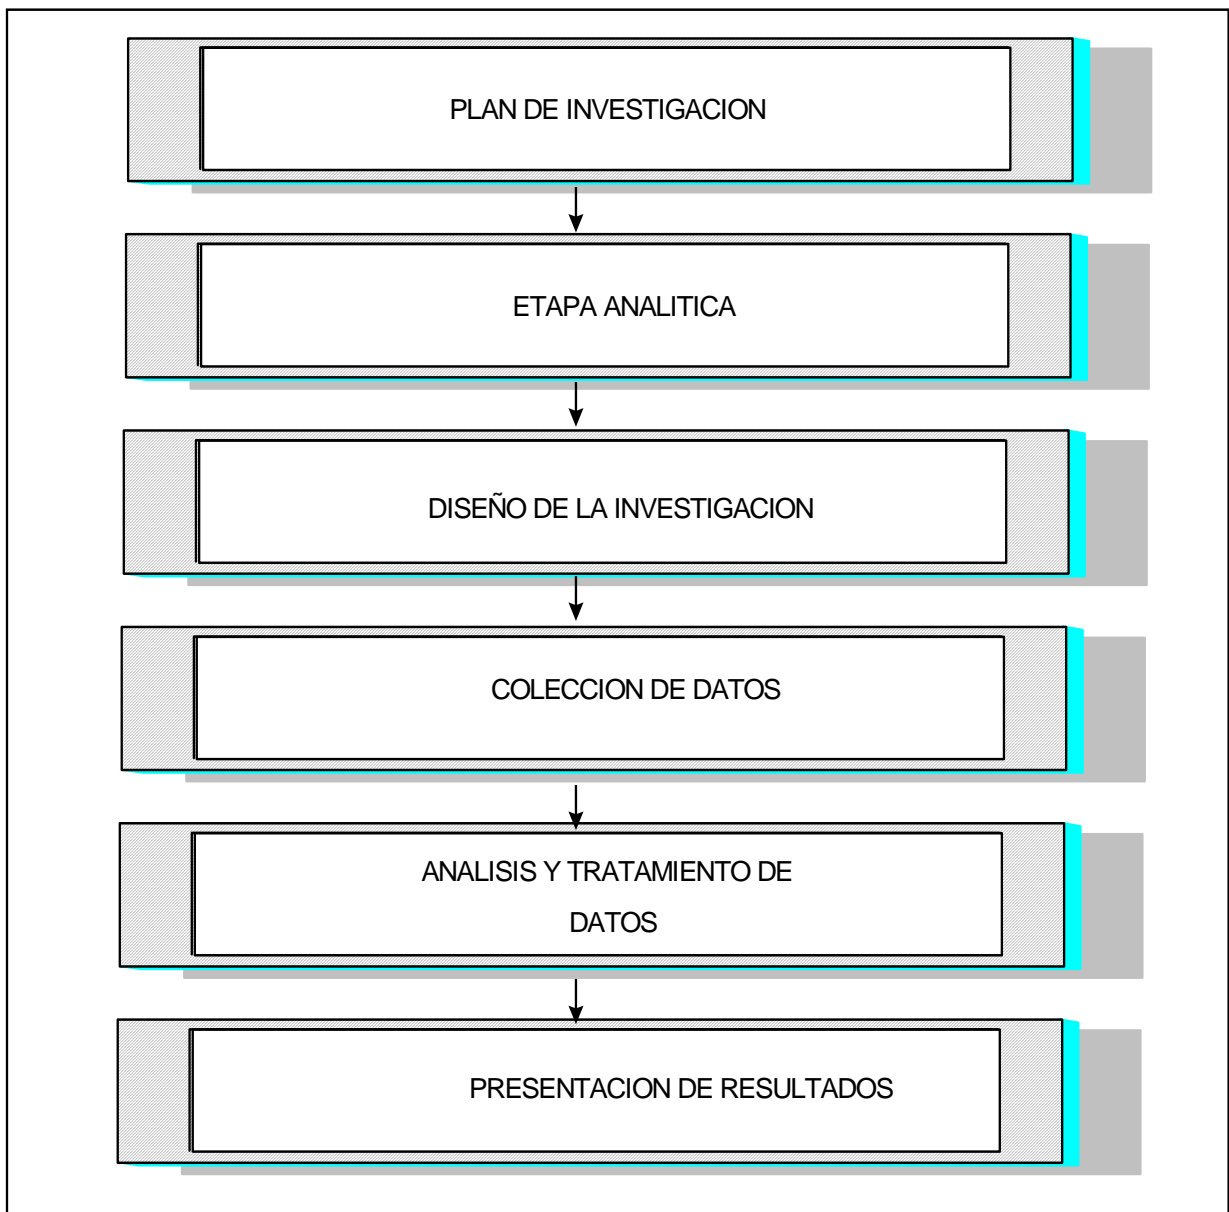 PLAN DE INVESTIGACION
ETAPA ANALITICA
DISEÑO DE LA INVESTIGACION
COLECCION DE DATOS
ANALISIS Y TRATAMIENTO DE
DATOS
PRESENTACION DE RESULTADOS